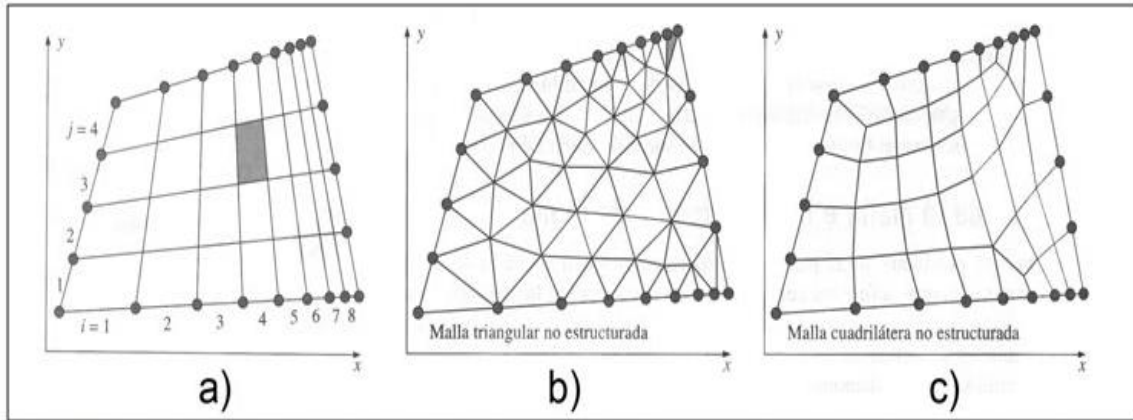 y
j = 4
3
2
1
i = 1
2
3
4
5
6
7
8
x
a)
y
Malla triangular no estructurada
x
b)
y
Malla cuadrilátera no estructurada
x
c)